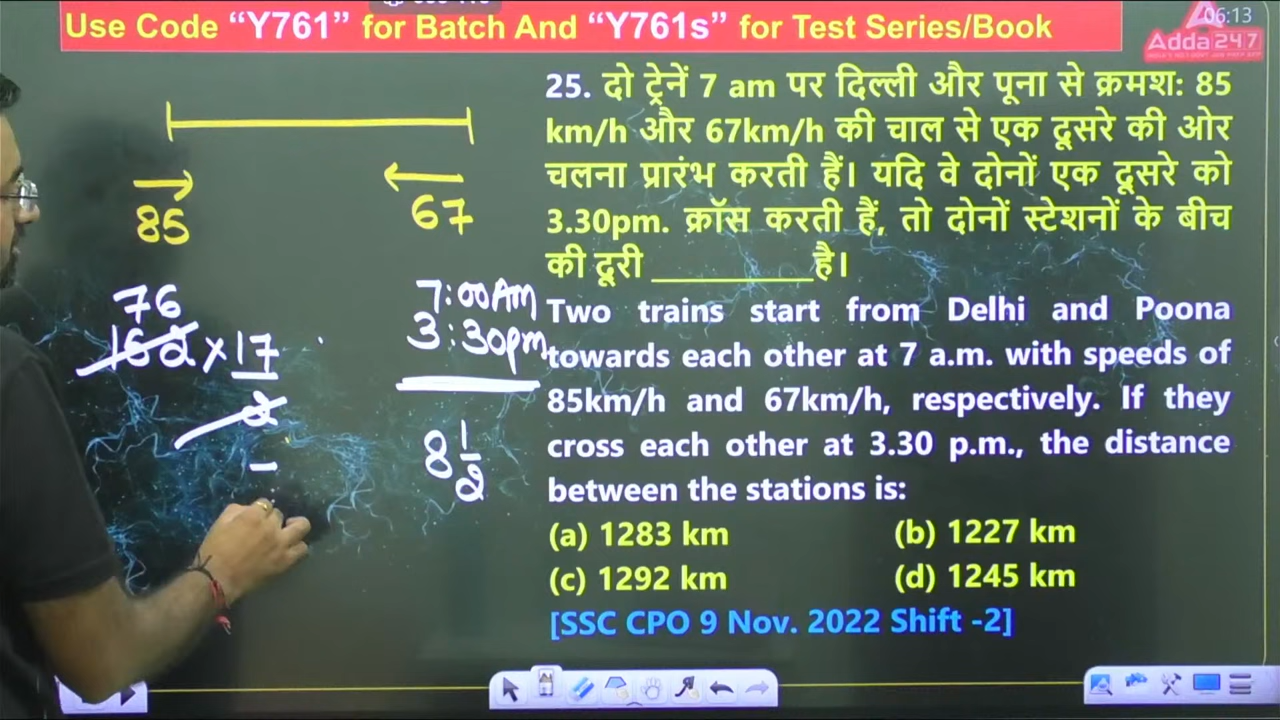 Use Code “Y761” for Batch And “Y761s” for Test Series/Book
06:13
Adda247
25. दो ट्रेनें 7 am पर दिल्ली और पूना से क्रमश: 85
km/h और 67km/h की चाल से एक दूसरे की ओर
चलना प्रारंभ करती हैं। यदि वे दोनों एक दूसरे को
3.30pm. क्रॉस करती हैं, तो दोनों स्टेशनों के बीच
की दूरी __________है।
Two trains start from Delhi and Poona
towards each other at 7 a.m. with speeds of
85km/h and 67km/h, respectively. If they
cross each other at 3.30 p.m., the distance
between the stations is:
(a) 1283 km
(b) 1227 km
(c) 1292 km
(d) 1245 km
[SSC CPO 9 Nov. 2022 Shift -2]
85
67
7:00AM
3:30pm
8 1/2
76
162 × 17
2